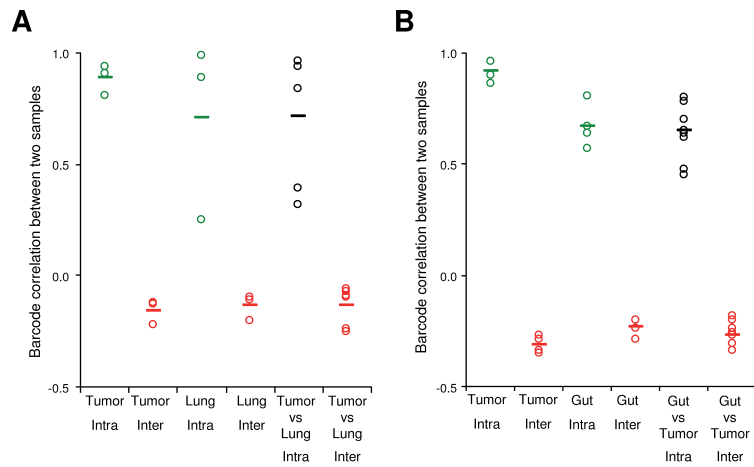 A
B
Barcode correlation between two samples
1.0
0.5
0.0
-0.5
Tumor
Intra
Tumor
Inter
Lung
Intra
Lung
Inter
Tumor
vs
Lung
Intra
Tumor
vs
Lung
Inter
Barcode correlation between two samples
1.0
0.5
0.0
-0.5
Tumor
Intra
Tumor
Inter
Gut
Intra
Gut
Inter
Gut
vs
Tumor
Intra
Gut
vs
Tumor
Inter